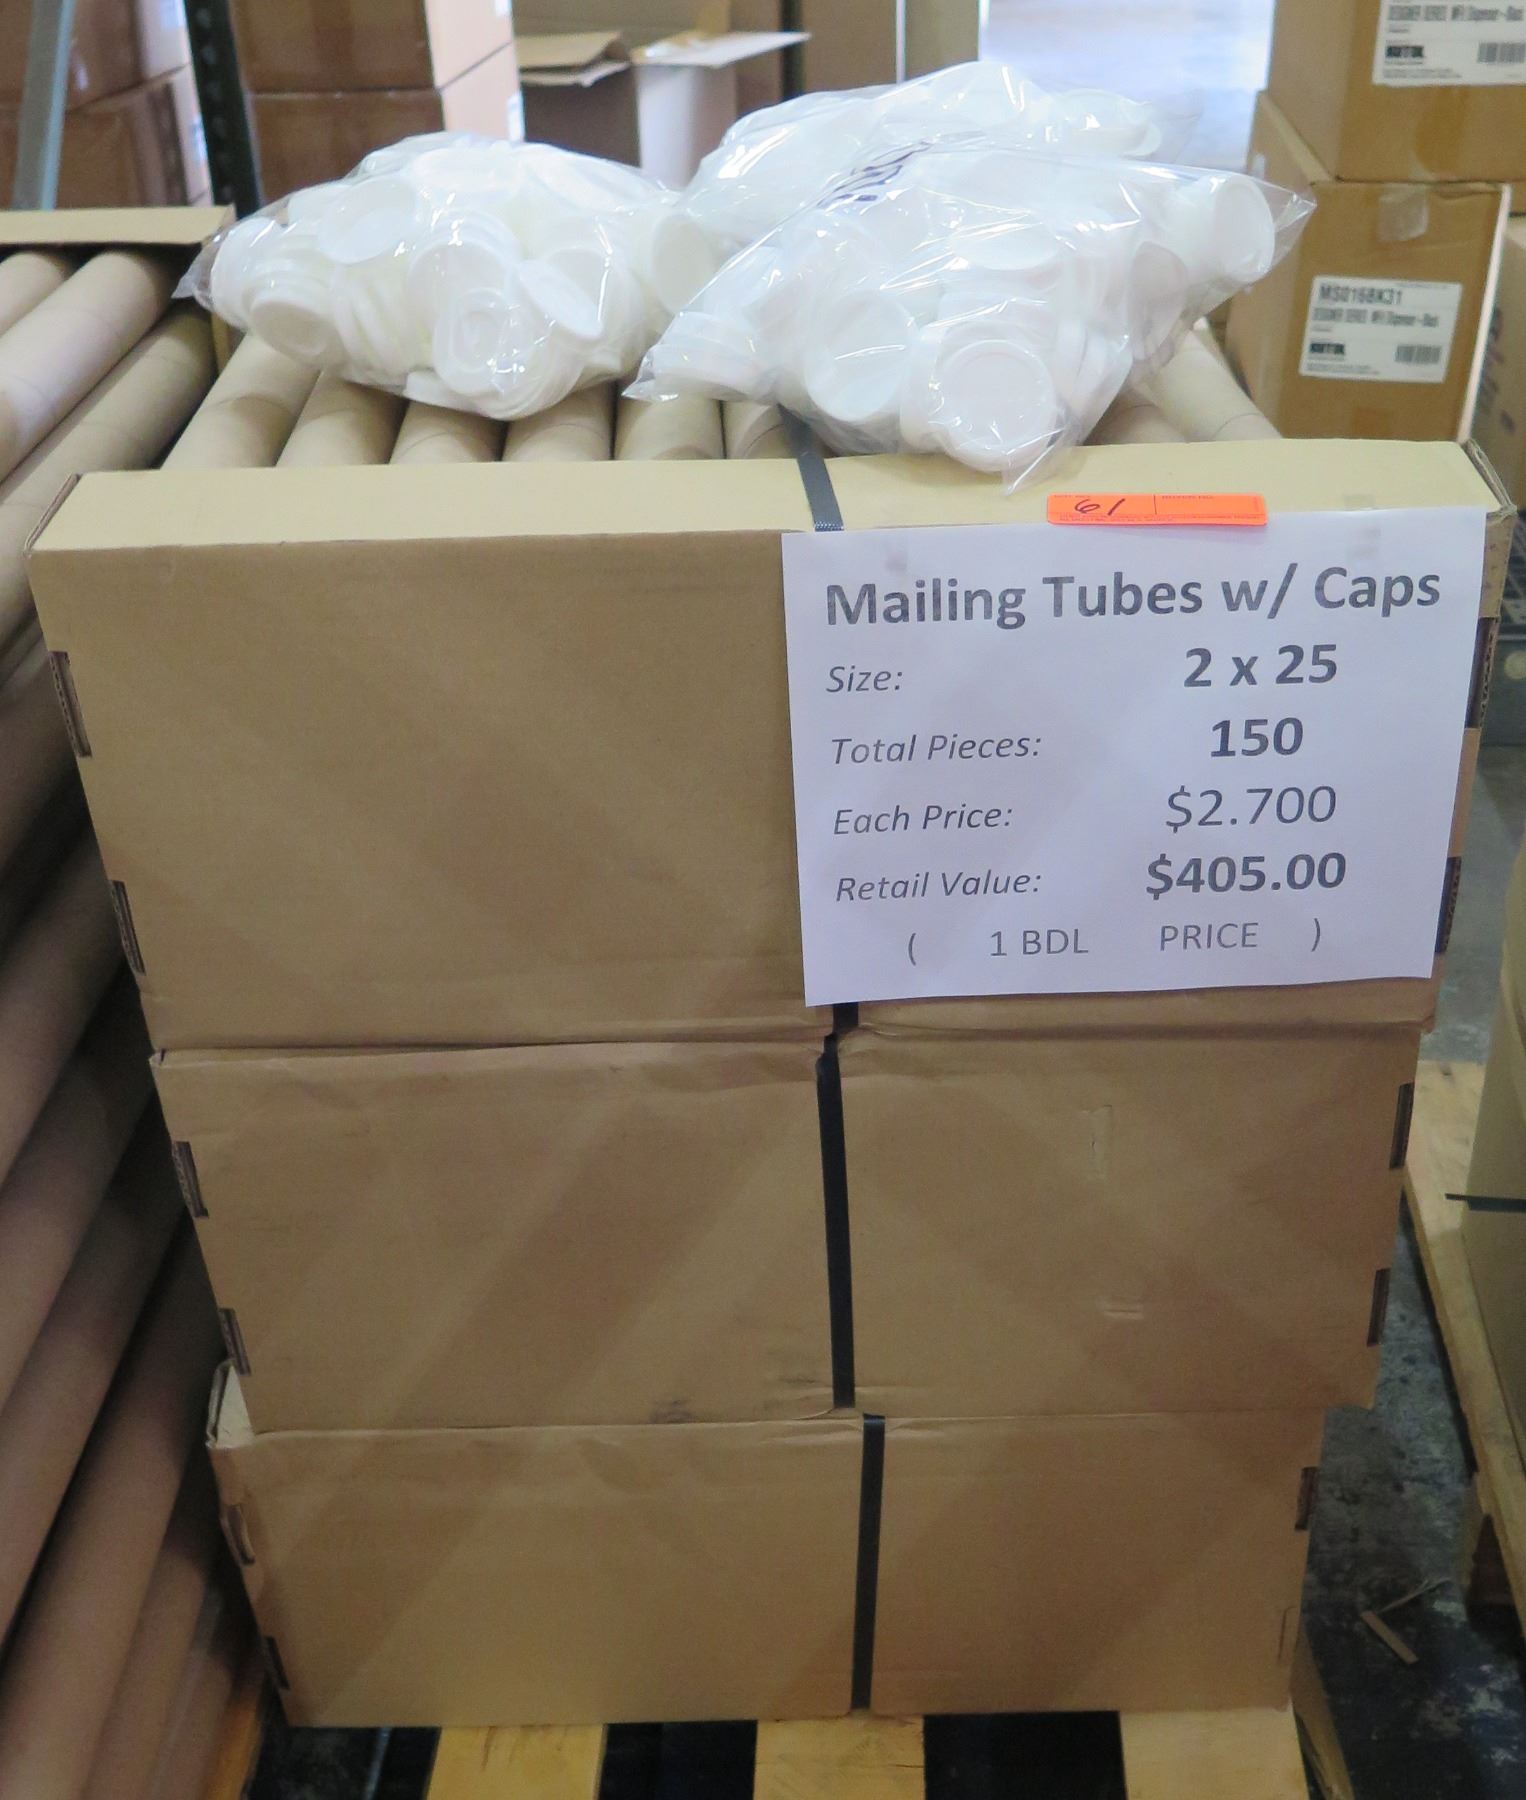 61
Mailing Tubes w/ Caps
Size: 2 x 25
Total Pieces: 150
Each Price: $2.700
Retail Value: $405.00
( 1 BDL PRICE )
MS016BK31